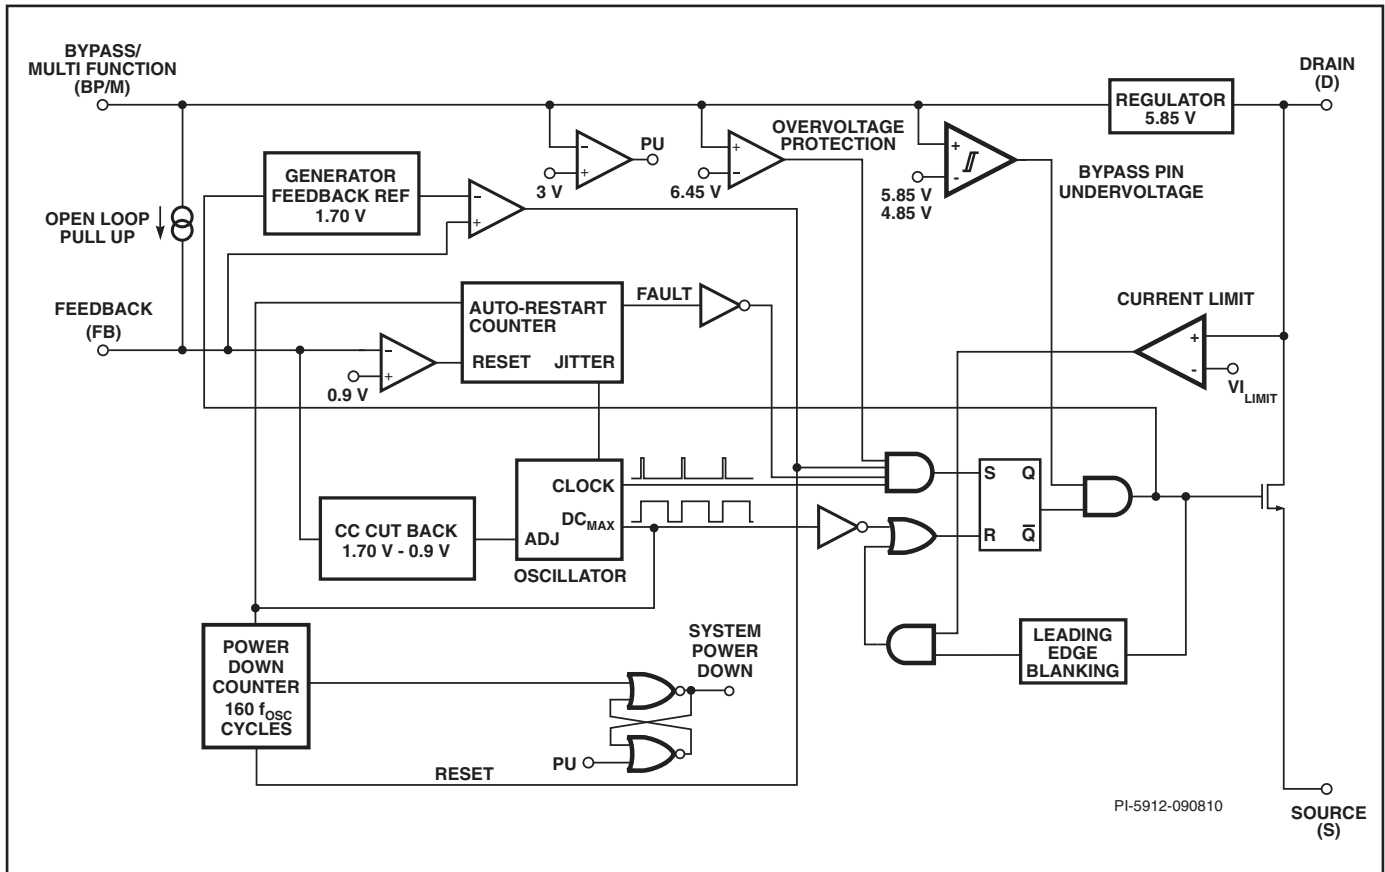 BYPASS/
MULTI FUNCTION
(BP/M)
DRAIN
(D)
REGULATOR
5.85 V
OVERVOLTAGE
PROTECTION
PU
+
-
3 V
-
+
6.45 V
+
-
5.85 V
4.85 V
+
-
BYPASS PIN
UNDERVOLTAGE
GENERATOR
FEEDBACK REF
1.70 V
-
+
OPEN LOOP
PULL UP
FEEDBACK
(FB)
AUTO-RESTART
COUNTER
RESET JITTER
FAULT
CURRENT LIMIT
+
-
VI LIMIT
-
+
0.9 V
CLOCK
DC MAX
ADJ
OSCILLATOR
CC CUT BACK
1.70 V - 0.9 V
S Q
R Q̅
POWER
DOWN
COUNTER
160 fOSC
CYCLES
SYSTEM
POWER
DOWN
LEADING
EDGE
BLANKING
PU
RESET
PI-5912-090810
SOURCE
(S)